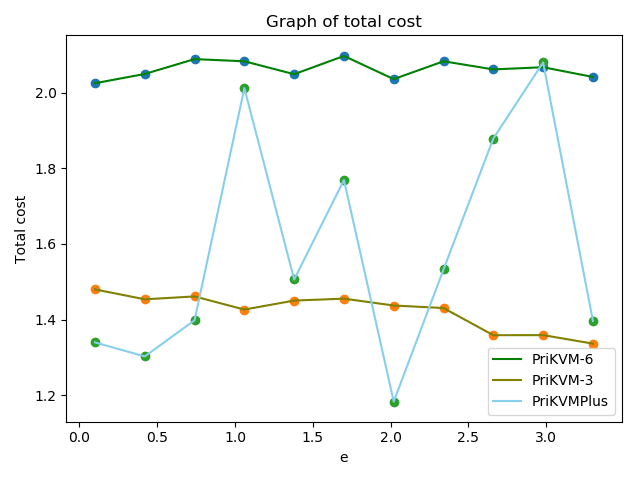 Graph of total cost
Total cost
2.0
1.8
1.6
1.4
1.2
0.0 0.5 1.0 1.5 2.0 2.5 3.0
e
PriKVM-6
PriKVM-3
PriKVMPlus